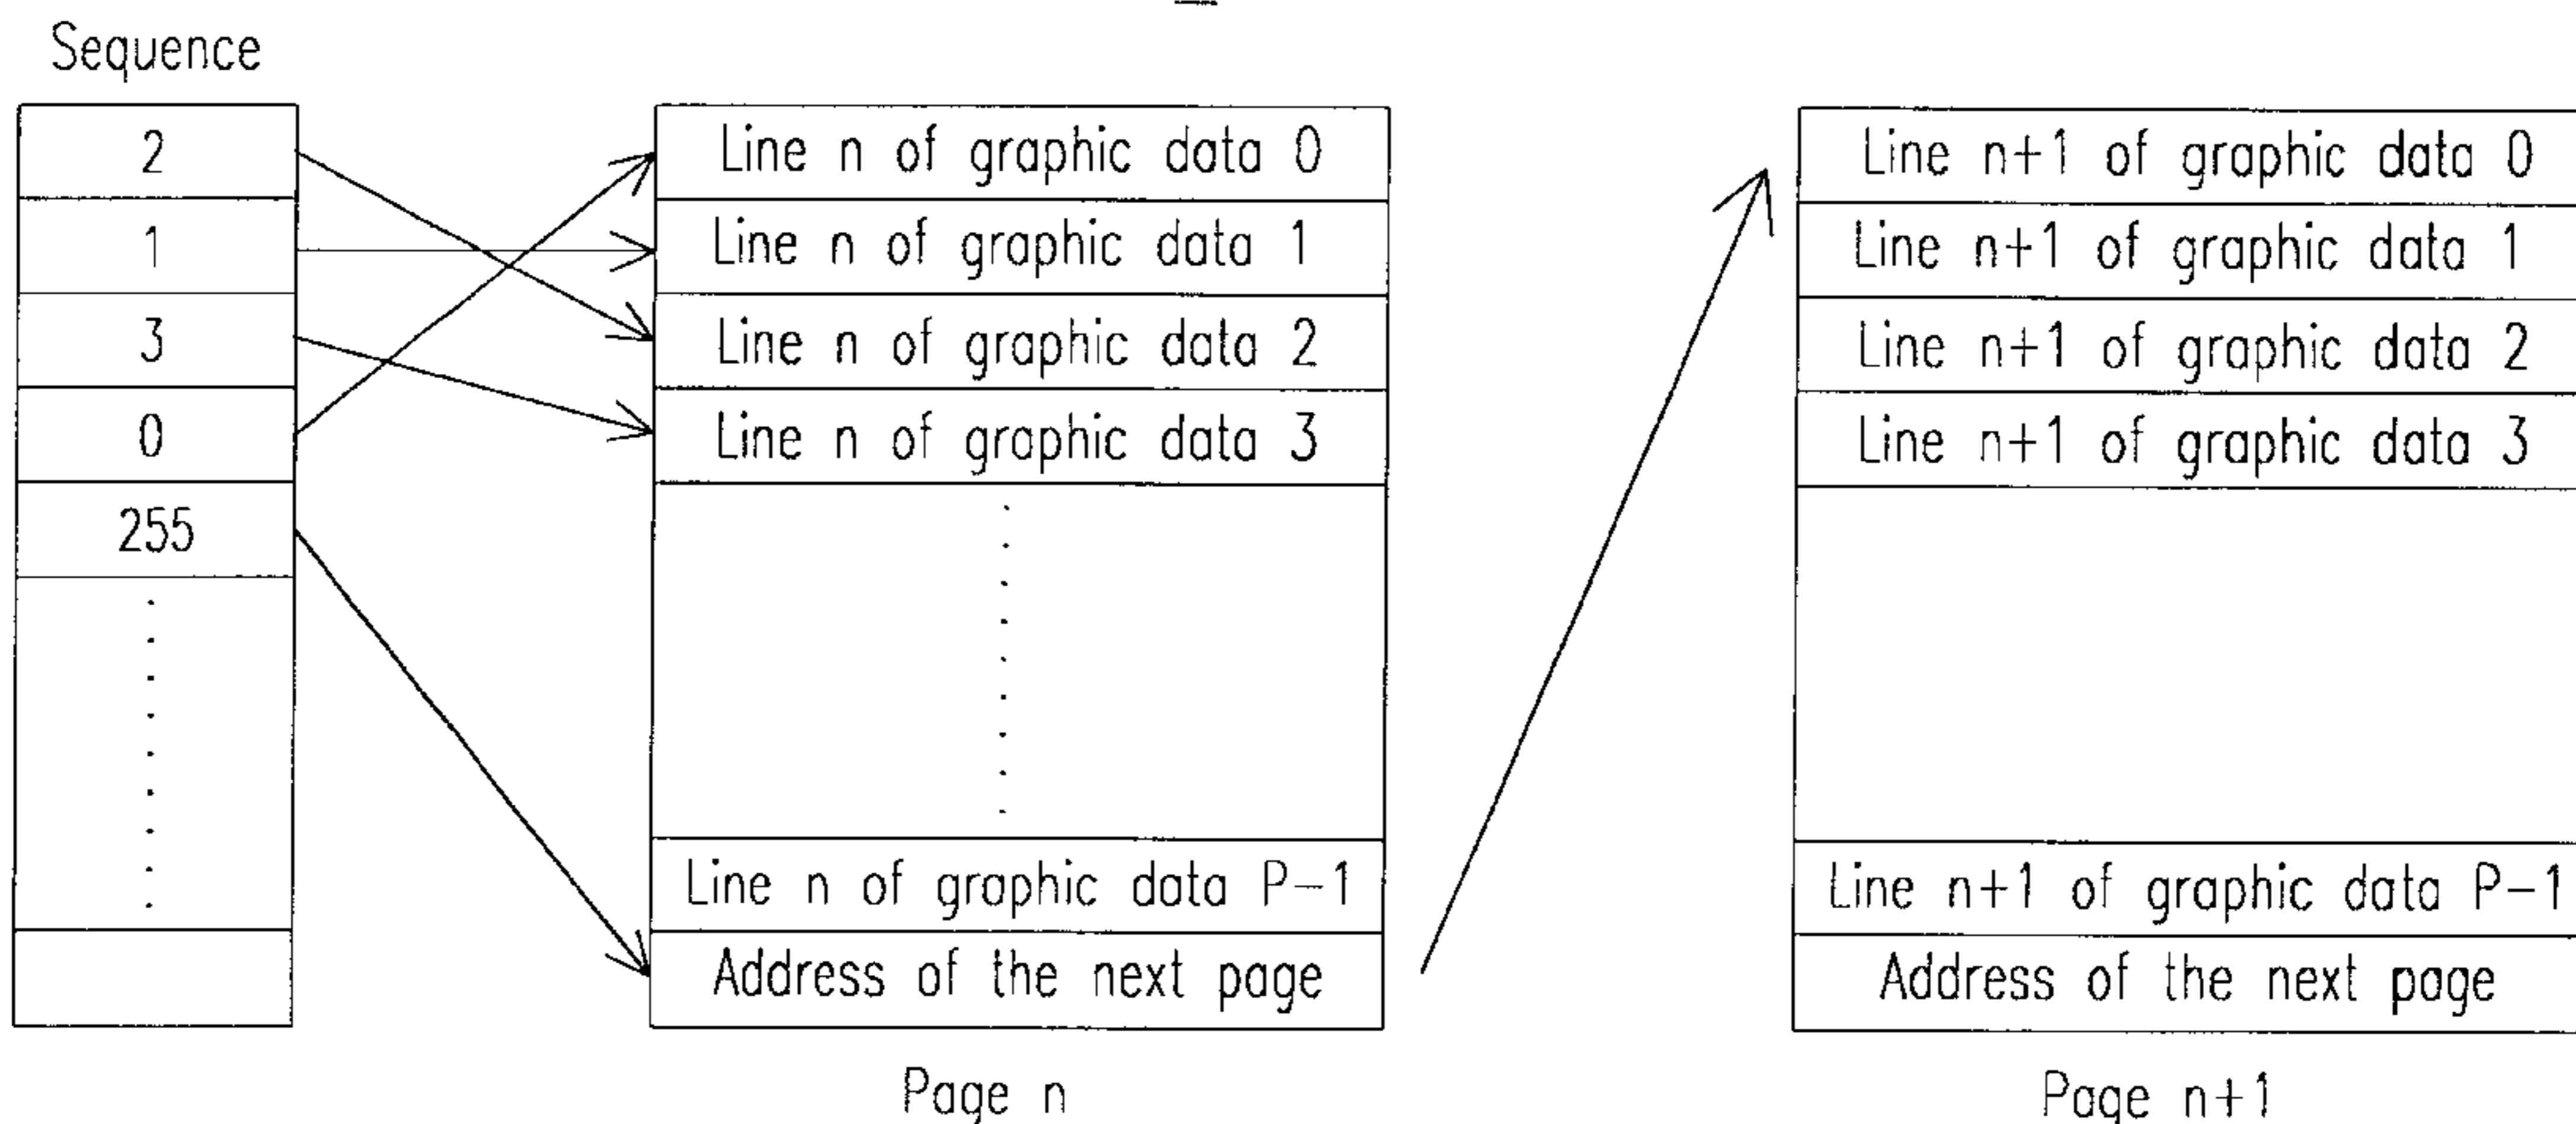 Sequence
2
1
3
0
255
Line n of graphic data 0
Line n of graphic data 1
Line n of graphic data 2
Line n of graphic data 3
Line n of graphic data P-1
Address of the next page
Page n
Line n+1 of graphic data 0
Line n+1 of graphic data 1
Line n+1 of graphic data 2
Line n+1 of graphic data 3
Line n+1 of graphic data P-1
Address of the next page
Page n+1